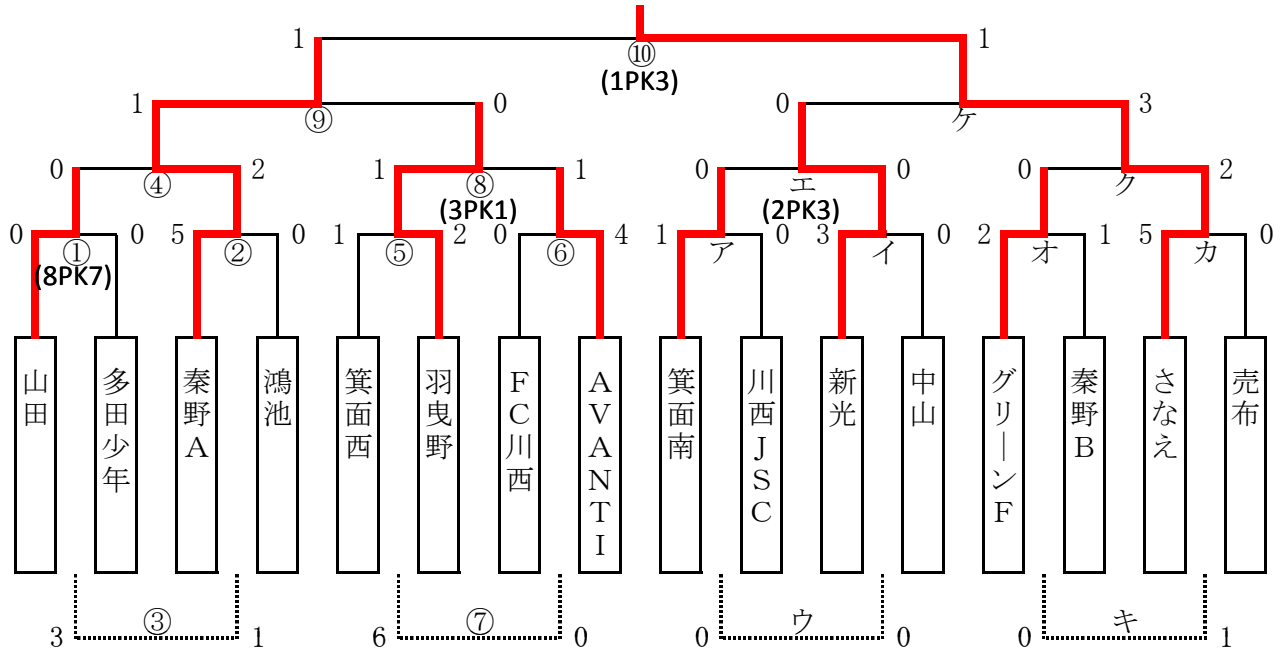 1 1
⑩
(1PK3)
1 0 0 3
⑨ ケ
0 2 1 1 0 0 0 2
④ ⑧ エ ク
(3PK1) (2PK3)
0 0 5 0 1 2 0 4 1 0 3 0 2 1 5 0
① ② ⑤ ⑥ ア イ オ カ
(8PK7)
山田
多田少年
秦野A
鴻池
箕面西
羽曳野
FC川西
AVANTI
箕面南
川西JSC
新光
中山
グリーンF
秦野B
さなえ
売布
③ ⑦ ウ キ
3 1 6 0 0 0 0 1